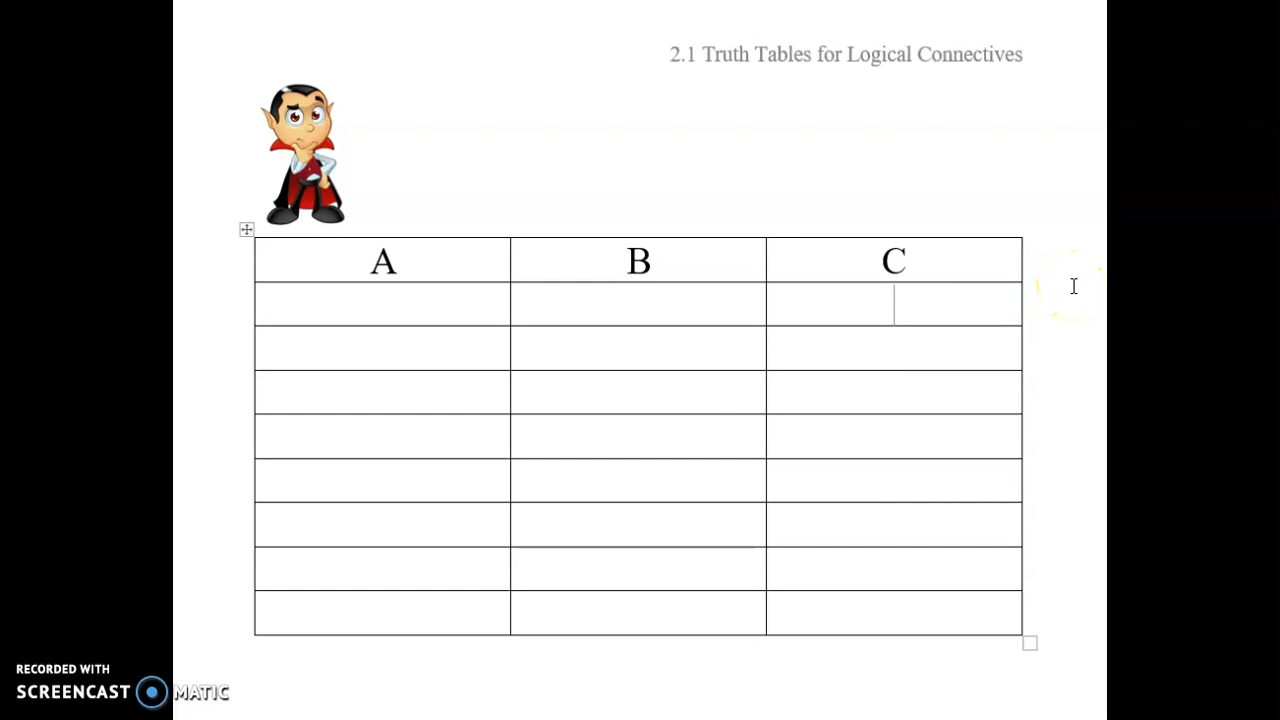 2.1 Truth Tables for Logical Connectives
A B C
RECORDED WITH
SCREENCAST MATIC